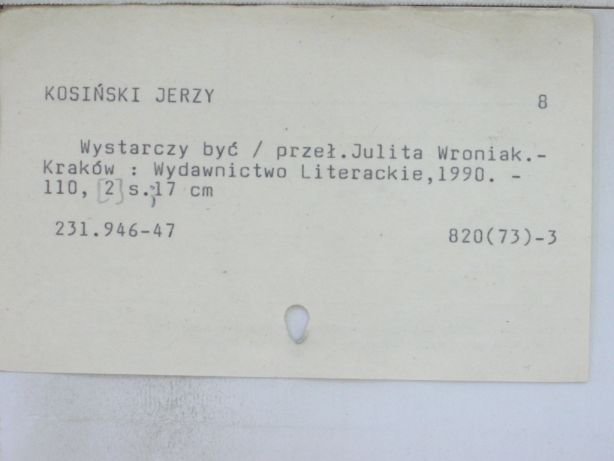 KOSIŃSKI JERZY 8
Wystarczy być / przeł.Julita Wroniak.-
Kraków : Wydawnictwo Literackie,1990. -
110, [2] s.;17 cm
231.946-47 820(73)-3